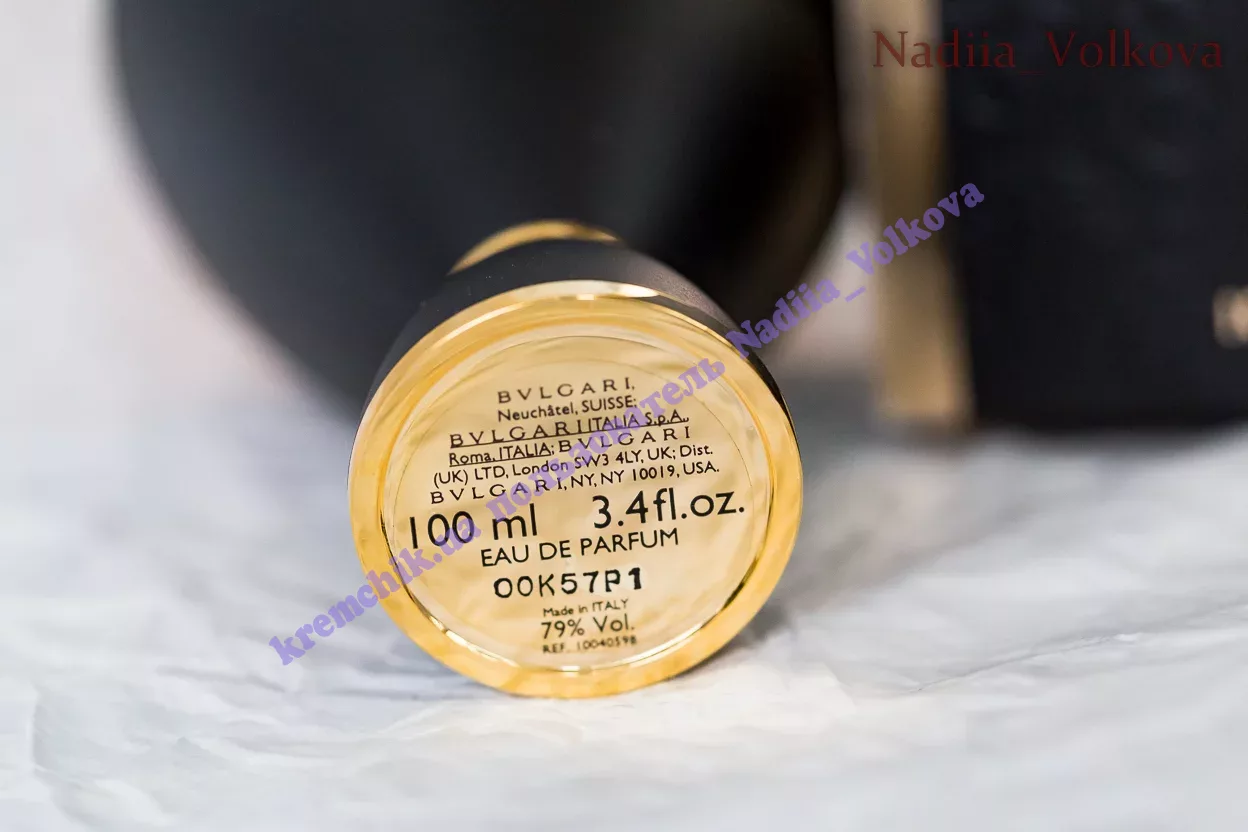 Nadiia_Volkova
kremchik.ua пользователь Nadiia_Volkova
BVLGARI,
Neuchâtel, SUISSE;
BVLGARI ITALIA S.p.A.,
Roma, ITALIA; BVLGARI
(UK) LTD, London SW3 4LY, UK; Dist.
BVLGARI, NY, NY 10019, USA.
100 ml 3.4fl.oz.
EAU DE PARFUM
00K57P1
Made in ITALY
79% Vol.
REF. 10040598